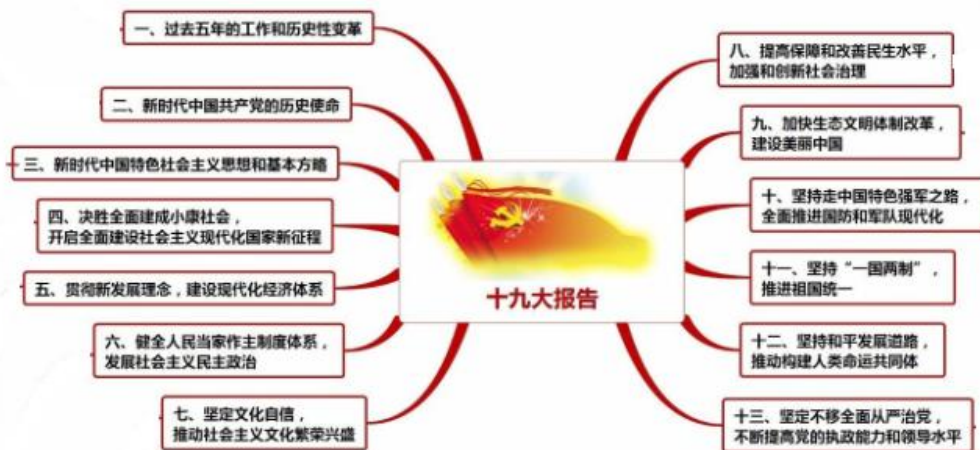 一、过去五年的工作和历史性变革
二、新时代中国共产党的历史使命
三、新时代中国特色社会主义思想和基本方略
四、决胜全面建成小康社会，
开启全面建设社会主义现代化国家新征程
五、贯彻新发展理念，建设现代化经济体系
六、健全人民当家作主制度体系，
发展社会主义民主政治
七、坚定文化自信，
推动社会主义文化繁荣兴盛
十九大报告
八、提高保障和改善民生水平，
加强和创新社会治理
九、加快生态文明体制改革，
建设美丽中国
十、坚持走中国特色强军之路，
全面推进国防和军队现代化
十一、坚持“一国两制”，
推进祖国统一
十二、坚持和平发展道路，
推动构建人类命运共同体
十三、坚定不移全面从严治党，
不断提高党的执政能力和领导水平